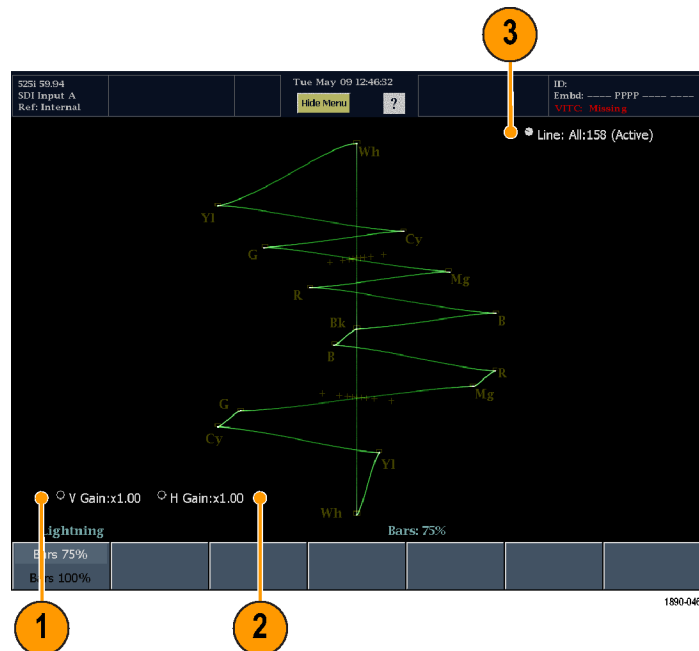 3
525i 59.94
SDI Input A
Ref: Internal
Tue May 09 12:46:32
Hide Menu
?
ID:
Embd: ---- PPPP ---- ----
VITC: Missing
Line: All:158 (Active)
Wh
Yl
Cy
G
Mg
R
B
Bk
B
R
Mg
G
Cy
Yl
Wh
V Gain:x1.00
H Gain:x1.00
Lightning
Bars: 75%
Bars 75%
Bars 100%
1
2
1890-046